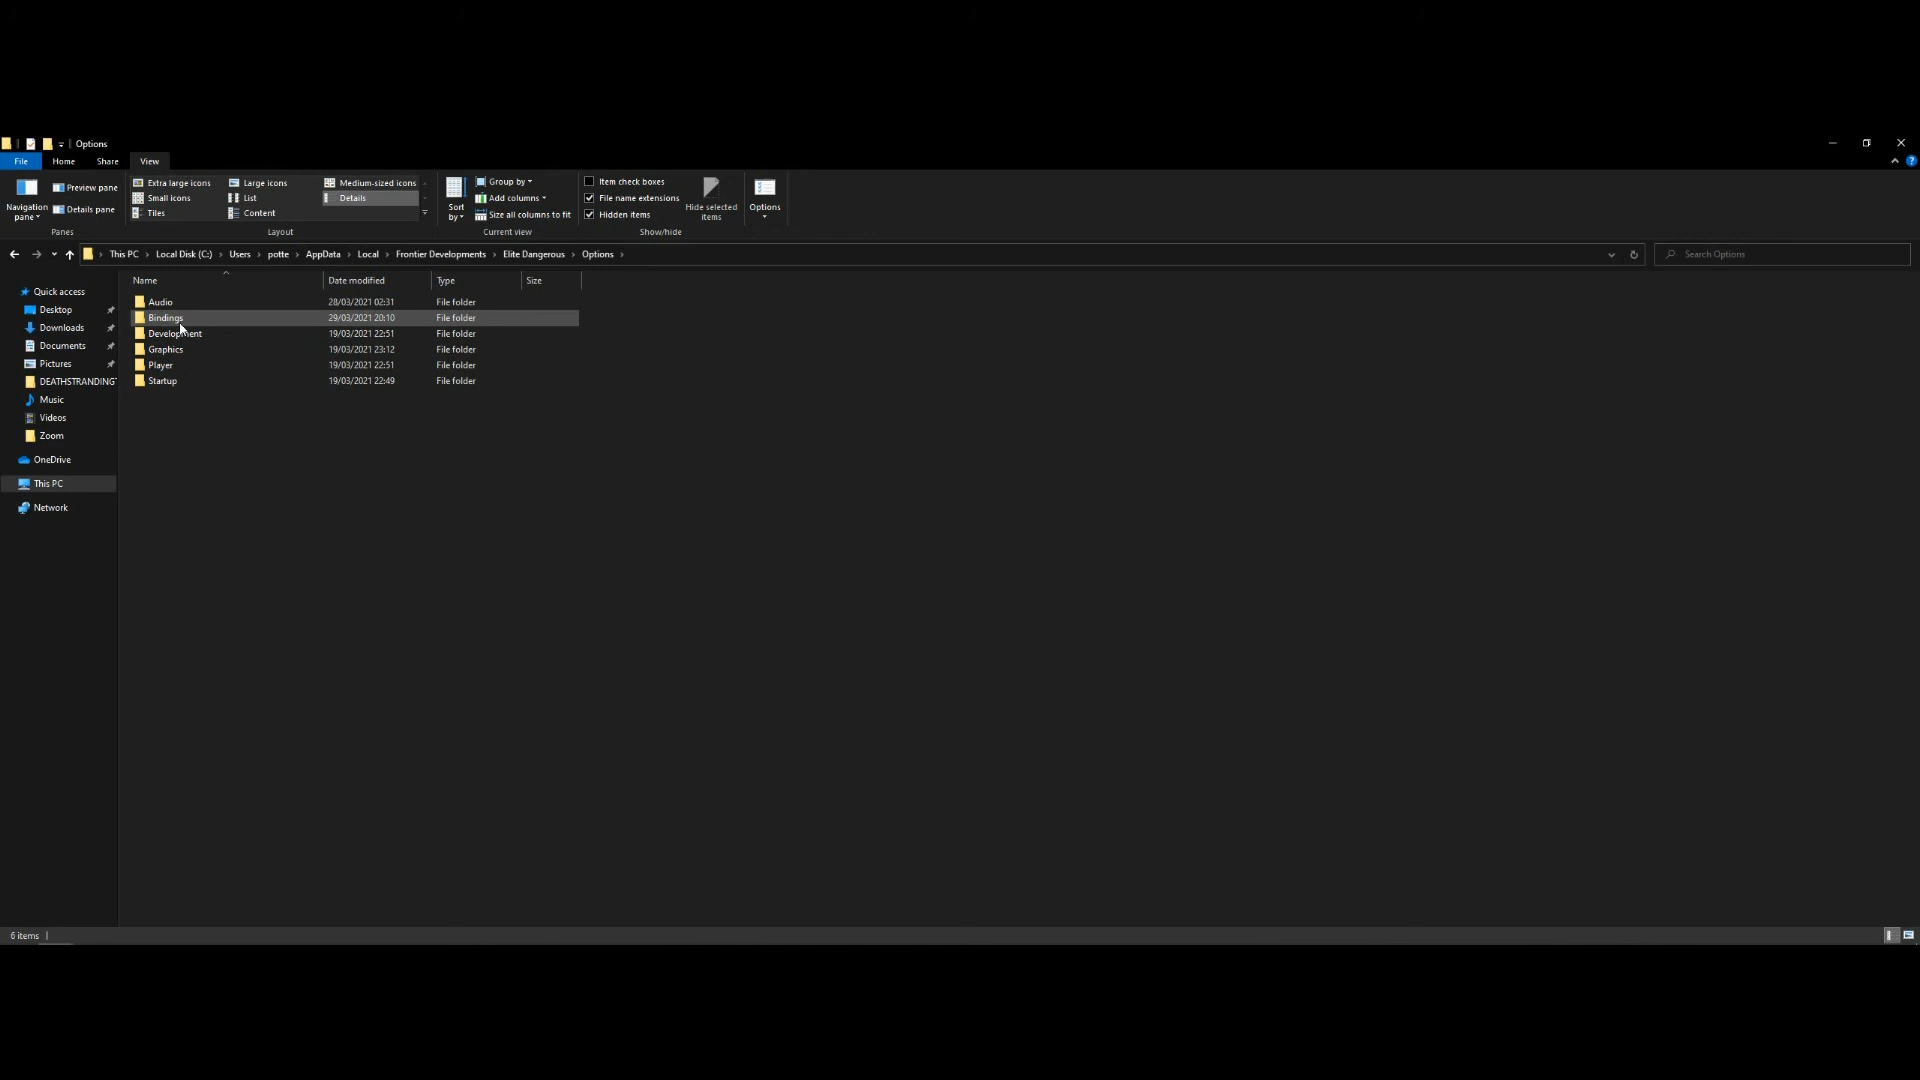 Options
File Home Share View
Navigation pane
Preview pane
Details pane
Panes
Extra large icons Large icons Medium-sized icons
Small icons List Details
Tiles Content
Layout
Sort by
Group by
Add columns
Size all columns to fit
Current view
Item check boxes
File name extensions
Hidden items
Hide selected items
Show/hide
Options
This PC > Local Disk (C:) > Users > potte > AppData > Local > Frontier Developments > Elite Dangerous > Options >
Search Options
Quick access
Desktop
Downloads
Documents
Pictures
DEATHSTRANDING
Music
Videos
Zoom
OneDrive
This PC
Network
Name Date modified Type Size
Audio 28/03/2021 02:31 File folder
Bindings 29/03/2021 20:10 File folder
Development 19/03/2021 22:51 File folder
Graphics 19/03/2021 23:12 File folder
Player 19/03/2021 22:51 File folder
Startup 19/03/2021 22:49 File folder
6 items